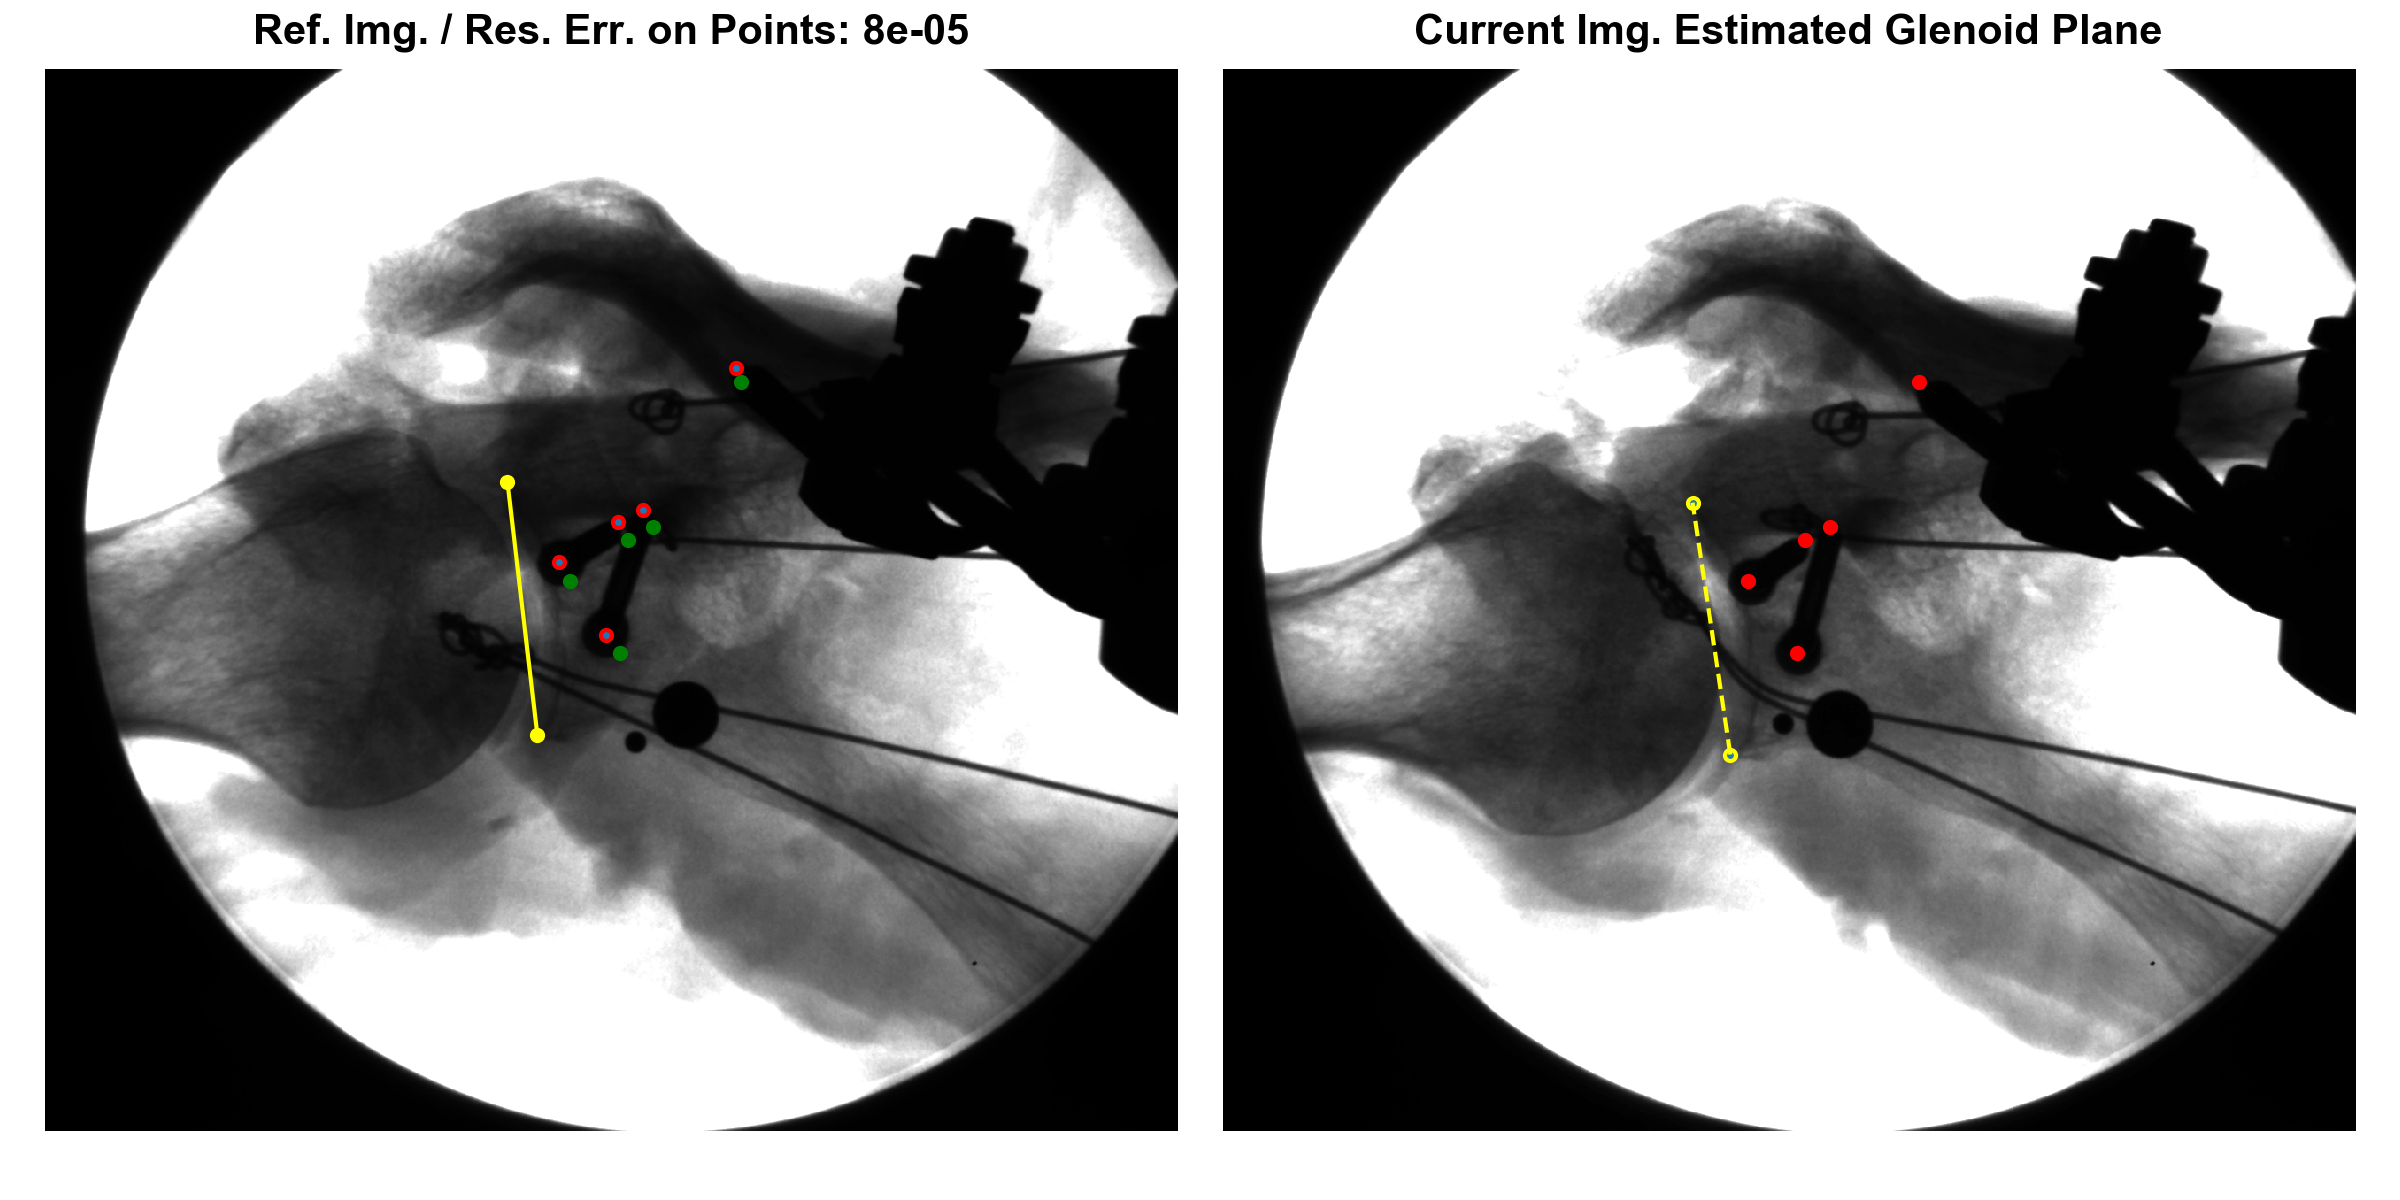 Ref. Img. / Res. Err. on Points: 8e-05
Current Img. Estimated Glenoid Plane